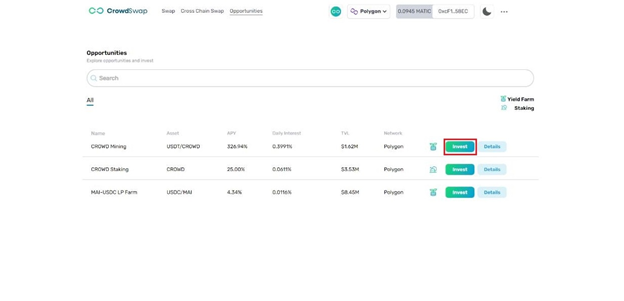 CrowdSwap Swap Cross Chain Swap Opportunities Polygon 0.0945 MATIC 0xcF1..5BEC ...
Opportunities
Explore opportunities and invest
Search
All
Yield Farm
Staking
Name Asset APY Daily Interest TVL Network
CROWD Mining USDT/CROWD 326.94% 0.3991% $1.62M Polygon Invest Details
CROWD Staking CROWD 25.00% 0.0611% $3.53M Polygon Invest Details
MAI-USDC LP Farm USDC/MAI 4.34% 0.0116% $8.45M Polygon Invest Details